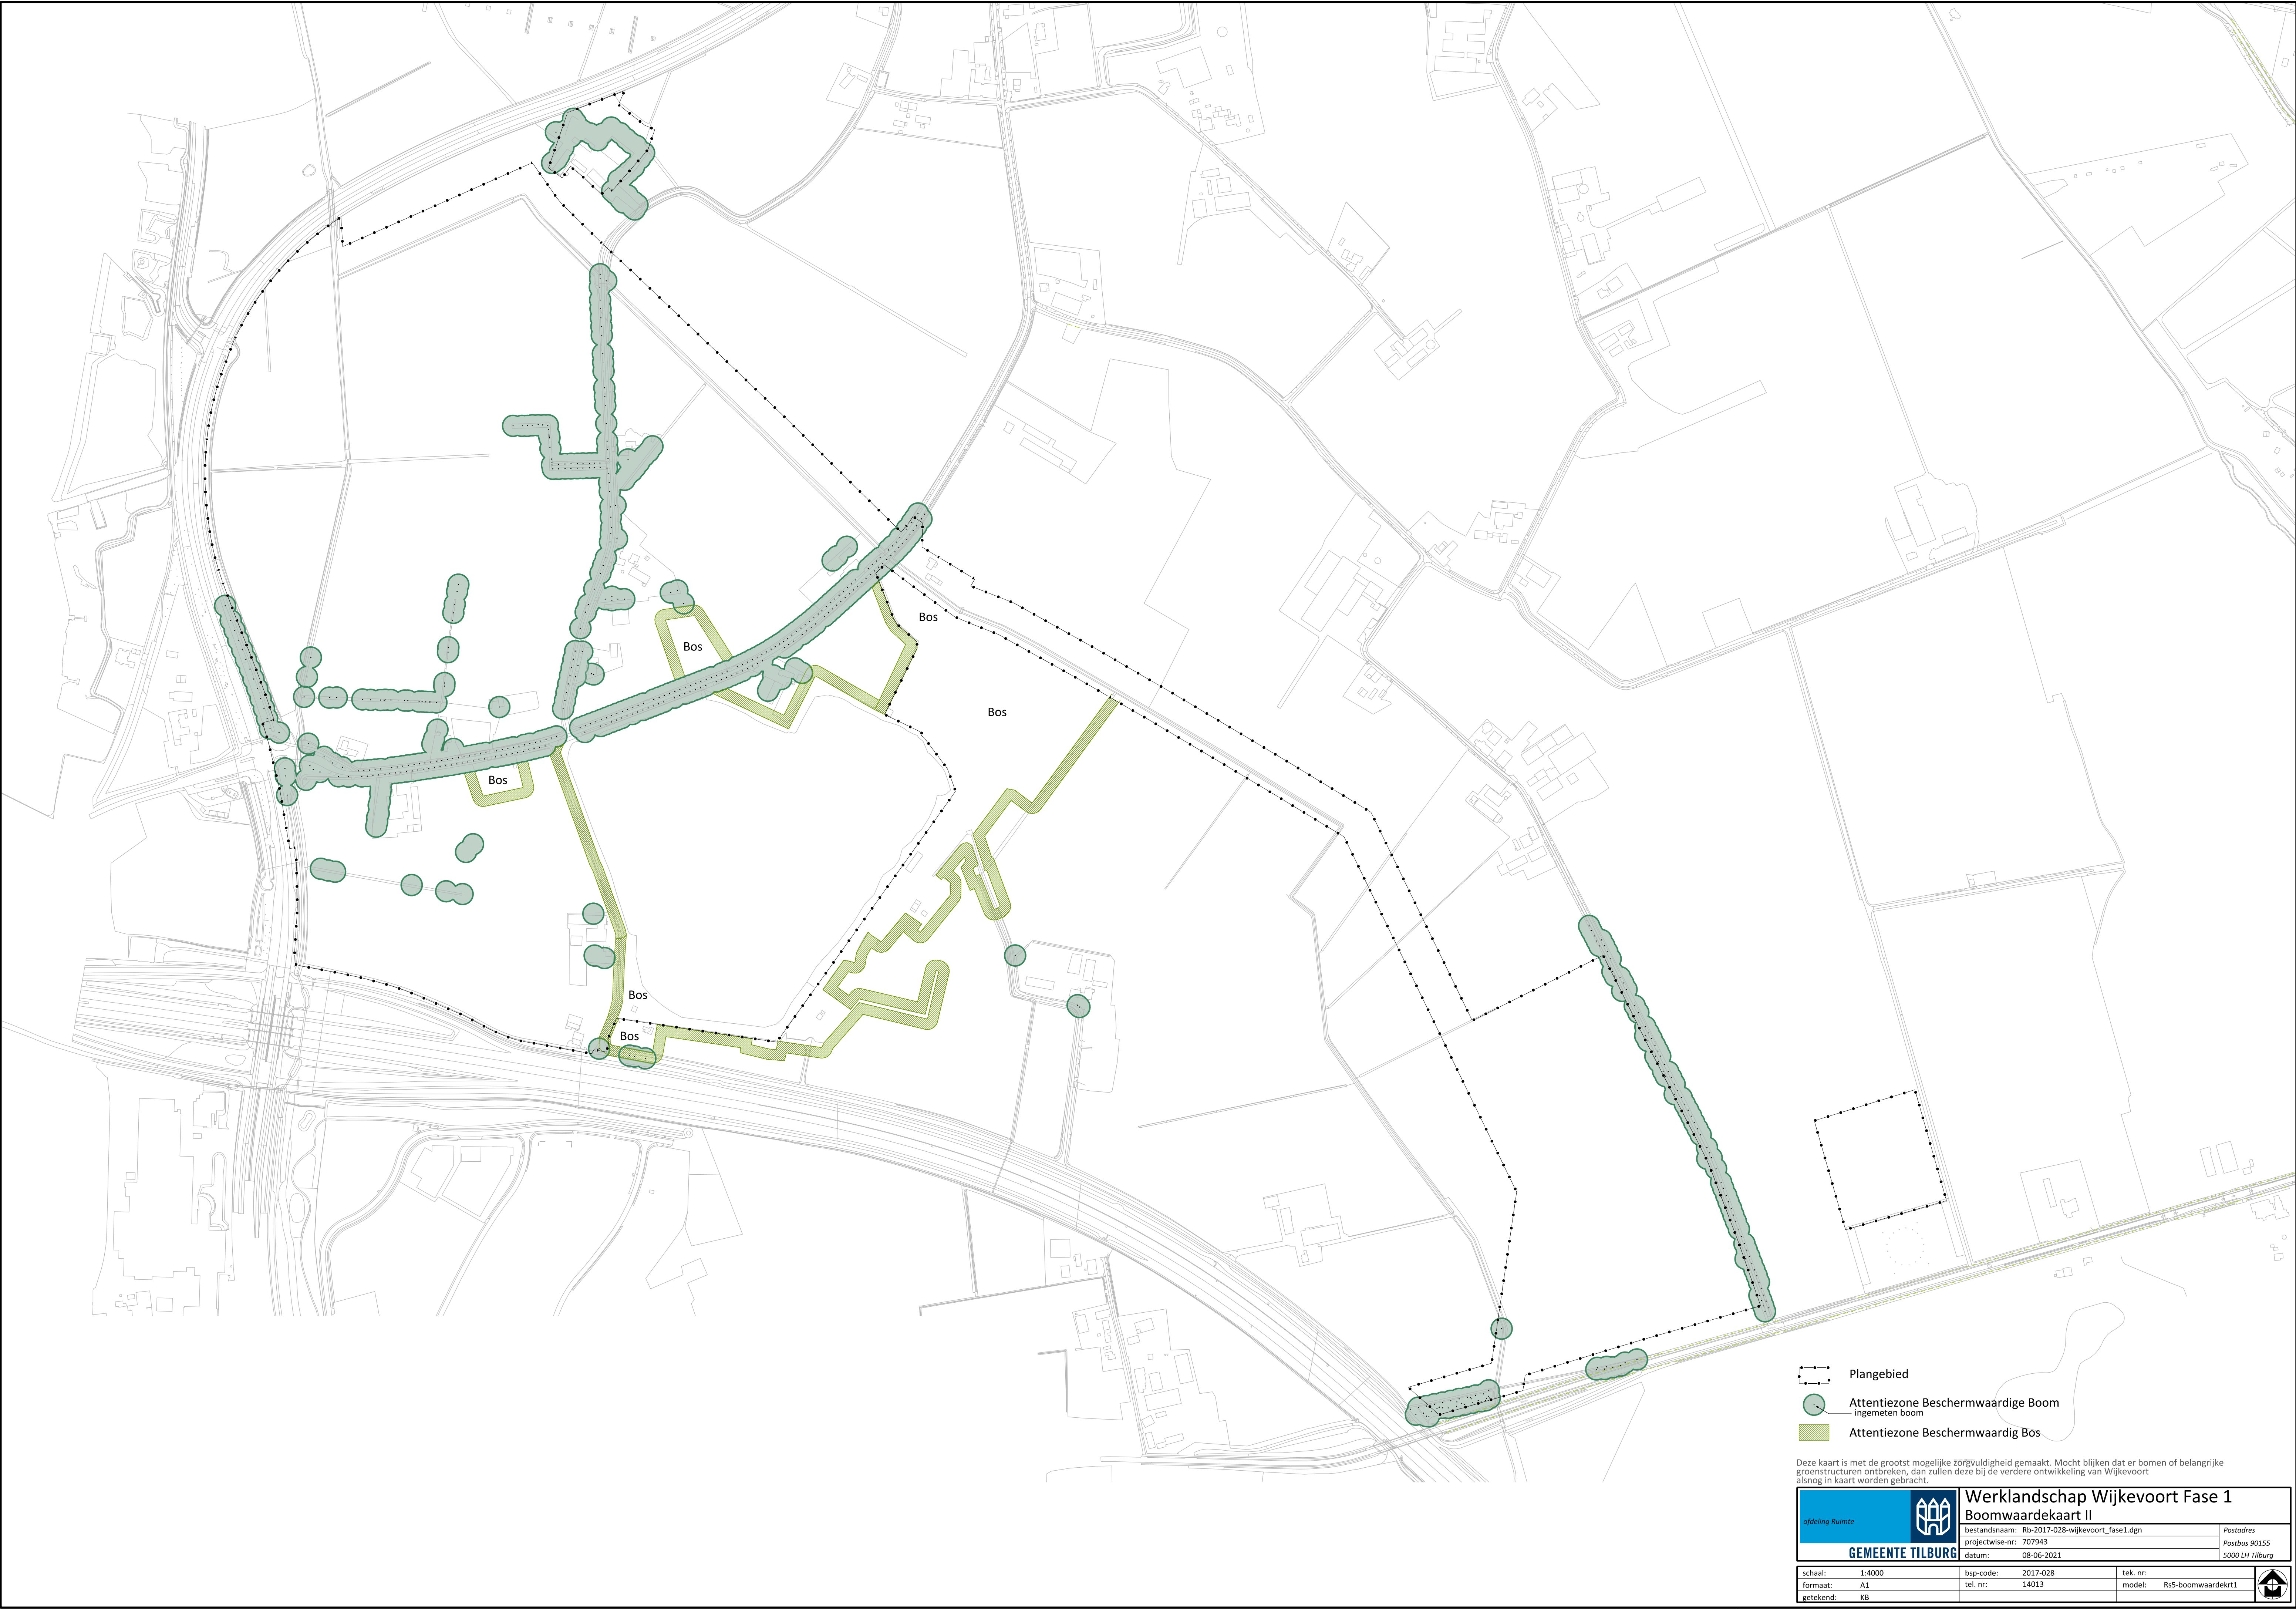 Bos
Bos
Bos
Bos
Bos
Bos
Plangebied
Attentiezone Beschermwaardige Boom
ingemeten boom
Attentiezone Beschermwaardig Bos
Deze kaart is met de grootst mogelijke zorgvuldigheid gemaakt. Mocht blijken dat er bomen of belangrijke
groenstructuren ontbreken, dan zullen deze bij de verdere ontwikkeling van Wijkevoort
alsnog in kaart worden gebracht.
afdeling Ruimte
GEMEENTE TILBURG
Werklandschap Wijkevoort Fase 1
Boomwaardekaart II
bestandsnaam: Rb-2017-028-wijkevoort_fase1.dgn
projectwise-nr: 707943
datum: 08-06-2021
Postadres
Postbus 90155
5000 LH Tilburg
schaal: 1:4000 bsp-code: 2017-028 tek. nr:
formaat: A1 tel. nr: 14013 model: Rs5-boomwaardekrt1
getekend: KB